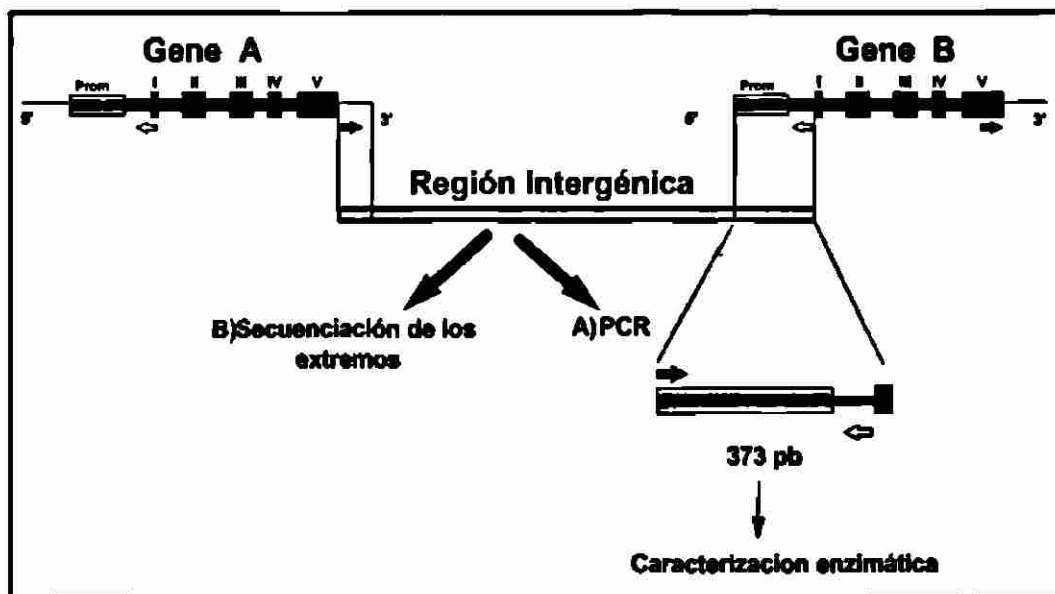 Gene A
Gene B
Prom I II III IV V
Prom I II III IV V
5' 3' 5' 3'
Región Intergénica
B)Secuenciación de los
extremos
A)PCR
373 pb
Caracterizacion enzimática